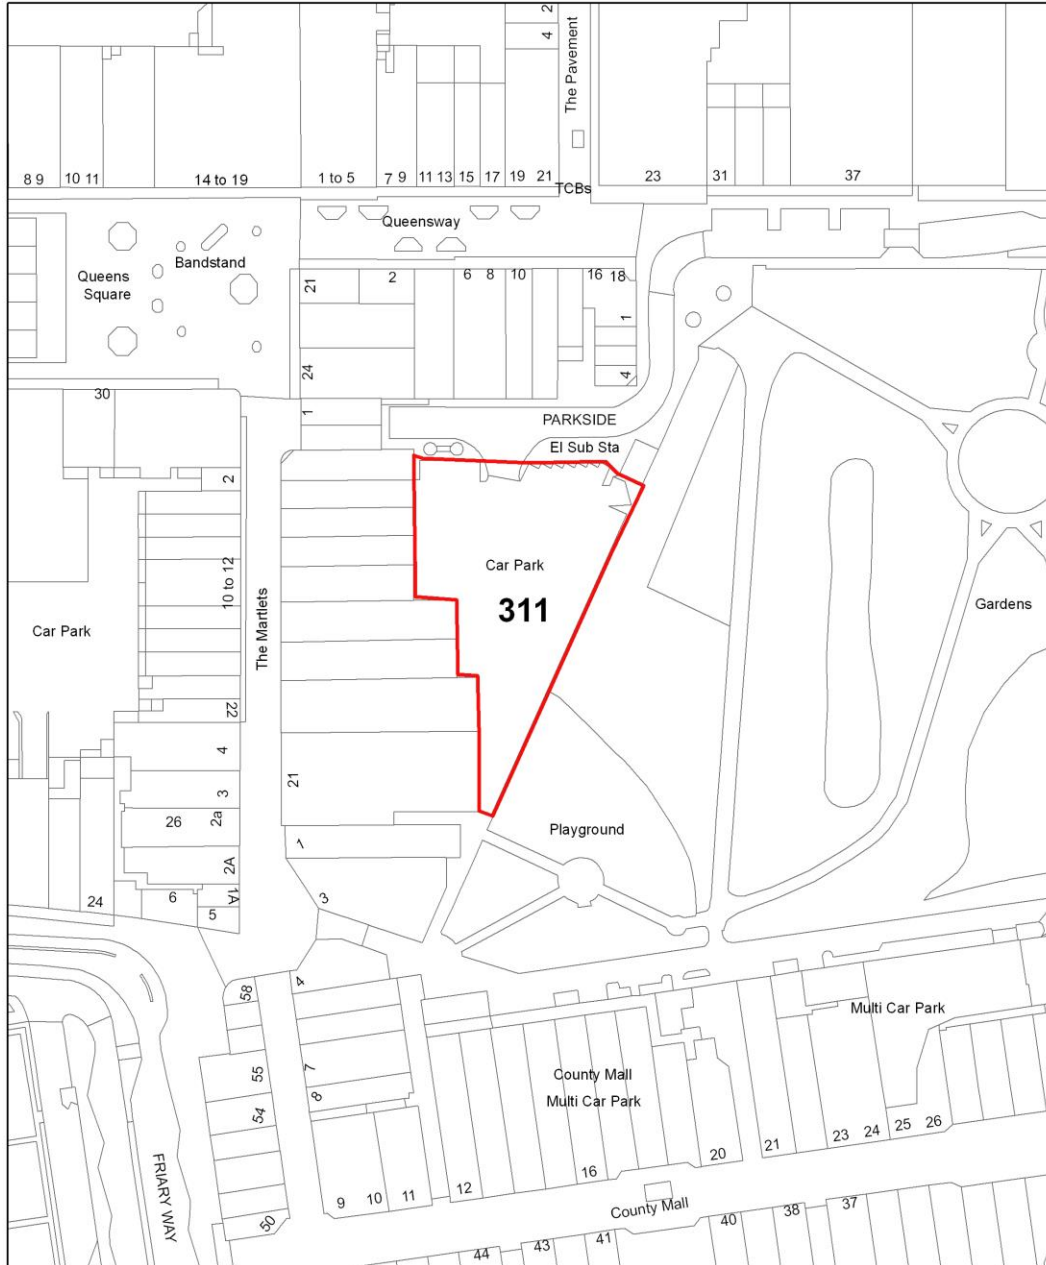 2
4
The Pavement
8 9
10 11
14 to 19
1 to 5
7 9
11 13
15
17
19
21
TCBs
23
31
37
Queensway
Bandstand
Queens
Square
21
2
6
8
10
16
18
1
24
4
30
1
PARKSIDE
El Sub Sta
2
Car Park
311
10 to 12
The Martlets
Car Park
Gardens
22
4
3
21
26
2a
Playground
1
2A
6
1A
24
5
3
58
4
Multi Car Park
55
7
County Mall
Multi Car Park
8
54
25
26
23
24
21
20
16
12
FRIARY WAY
9
10
11
50
County Mall
37
38
40
41
43
44